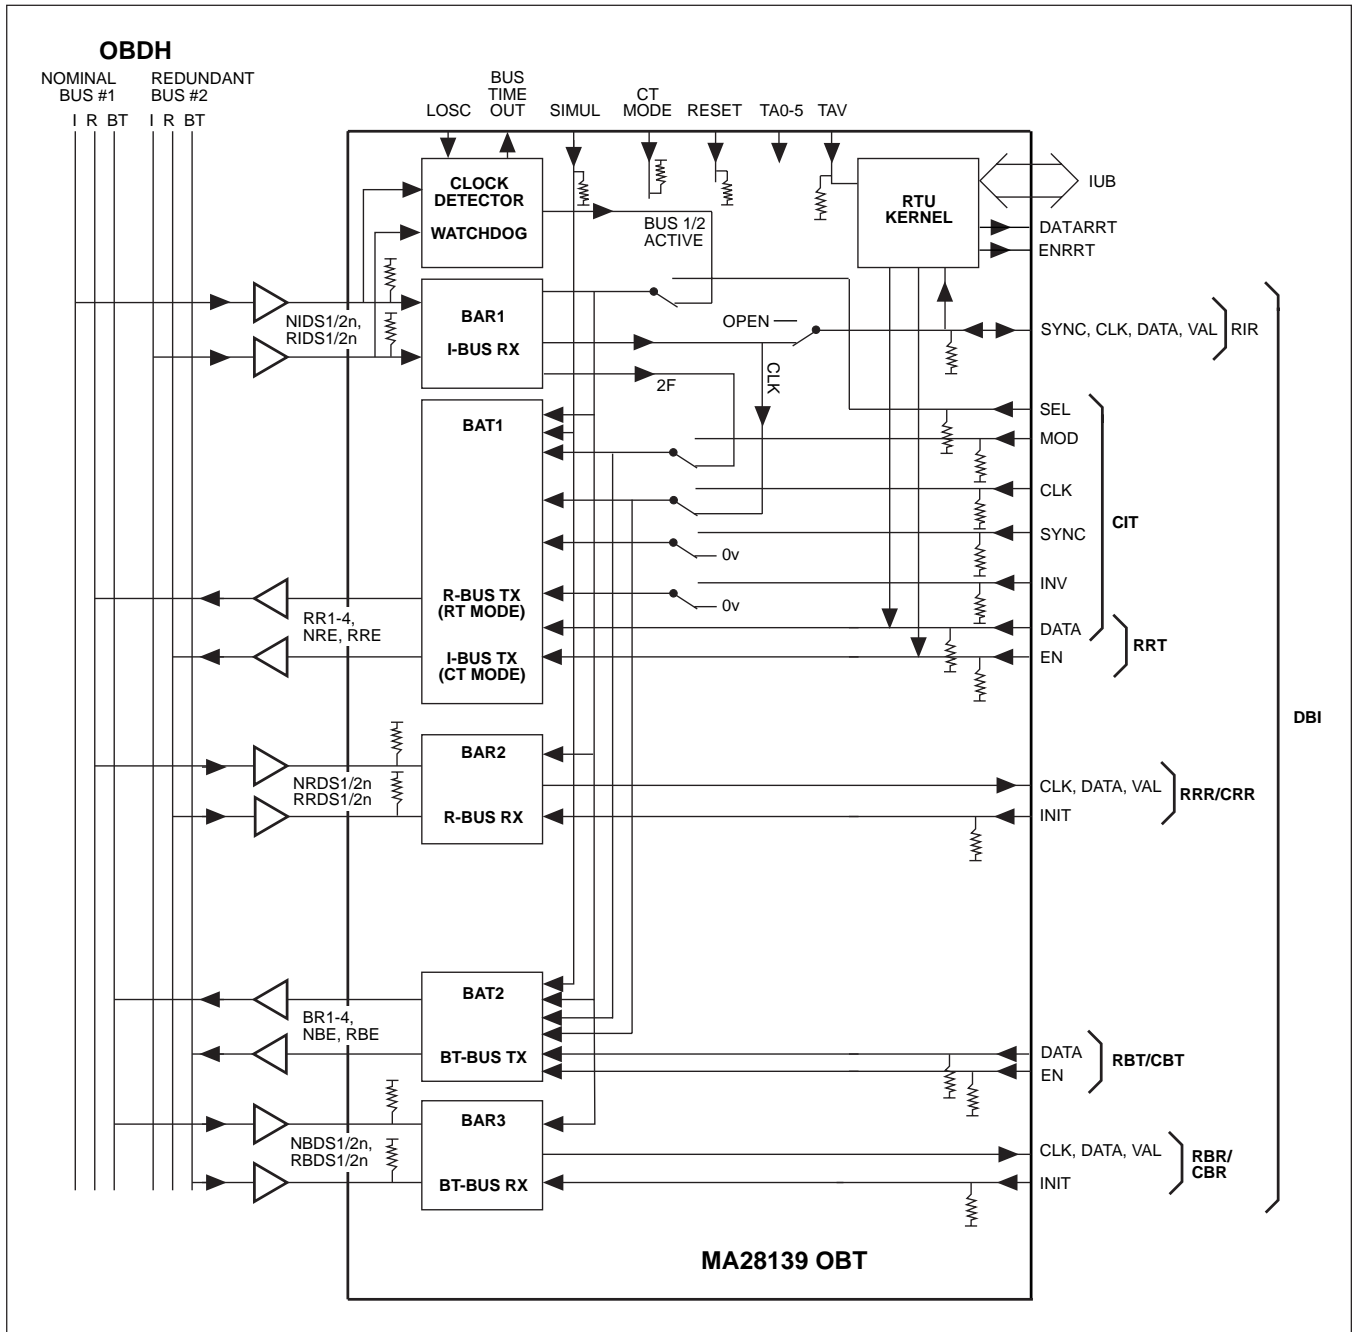 OBDH
NOMINAL
BUS #1
REDUNDANT
BUS #2
I R BT
I R BT
LOSC
BUS
TIME
OUT
SIMUL
CT
MODE
RESET
TA0-5
TAV
CLOCK
DETECTOR
WATCHDOG
BUS 1/2
ACTIVE
RTU
KERNEL
IUB
DATARRT
ENRRT
NIDS1/2n,
RIDS1/2n
BAR1
I-BUS RX
OPEN
CLK
2F
SYNC, CLK, DATA, VAL
RIR
SEL
MOD
CLK
SYNC
INV
DATA
EN
CIT
RRT
BAT1
0v
0v
R-BUS TX
(RT MODE)
I-BUS TX
(CT MODE)
RR1-4,
NRE, RRE
DBI
BAR2
R-BUS RX
NRDS1/2n
RRDS1/2n
CLK, DATA, VAL
INIT
RRR/CRR
BAT2
BT-BUS TX
BR1-4,
NBE, RBE
DATA
EN
RBT/CBT
BAR3
BT-BUS RX
NBDS1/2n,
RBDS1/2n
CLK, DATA, VAL
INIT
RBR/
CBR
MA28139 OBT